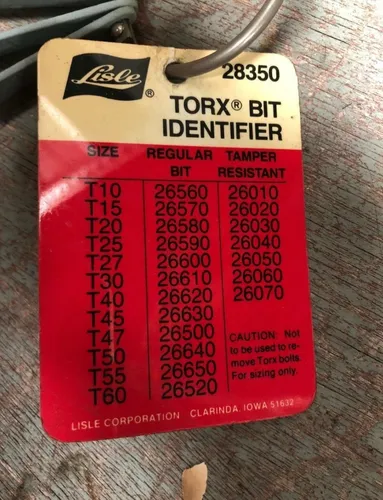 Lisle ®
28350
TORX® BIT
IDENTIFIER
SIZE REGULAR BIT TAMPER RESISTANT
T10 26560 26010
T15 26570 26020
T20 26580 26030
T25 26590 26040
T27 26600 26050
T30 26610 26060
T40 26620 26070
T45 26630
T47 26500
T50 26640
T55 26650
T60 26520
CAUTION: Not
to be used to re-
move Torx bolts.
For sizing only.
LISLE CORPORATION CLARINDA, IOWA 51632